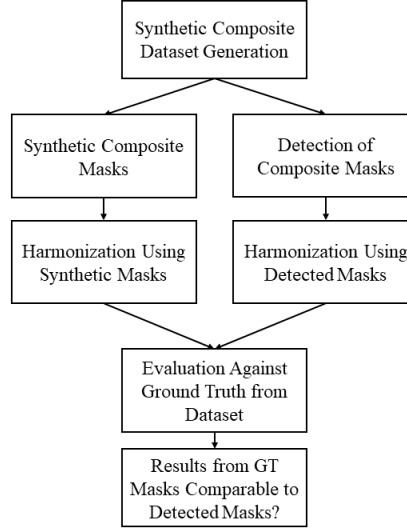 Synthetic Composite
Dataset Generation
Synthetic Composite
Masks
Detection of
Composite Masks
Harmonization Using
Synthetic Masks
Harmonization Using
Detected Masks
Evaluation Against
Ground Truth from
Dataset
Results from GT
Masks Comparable to
Detected Masks?